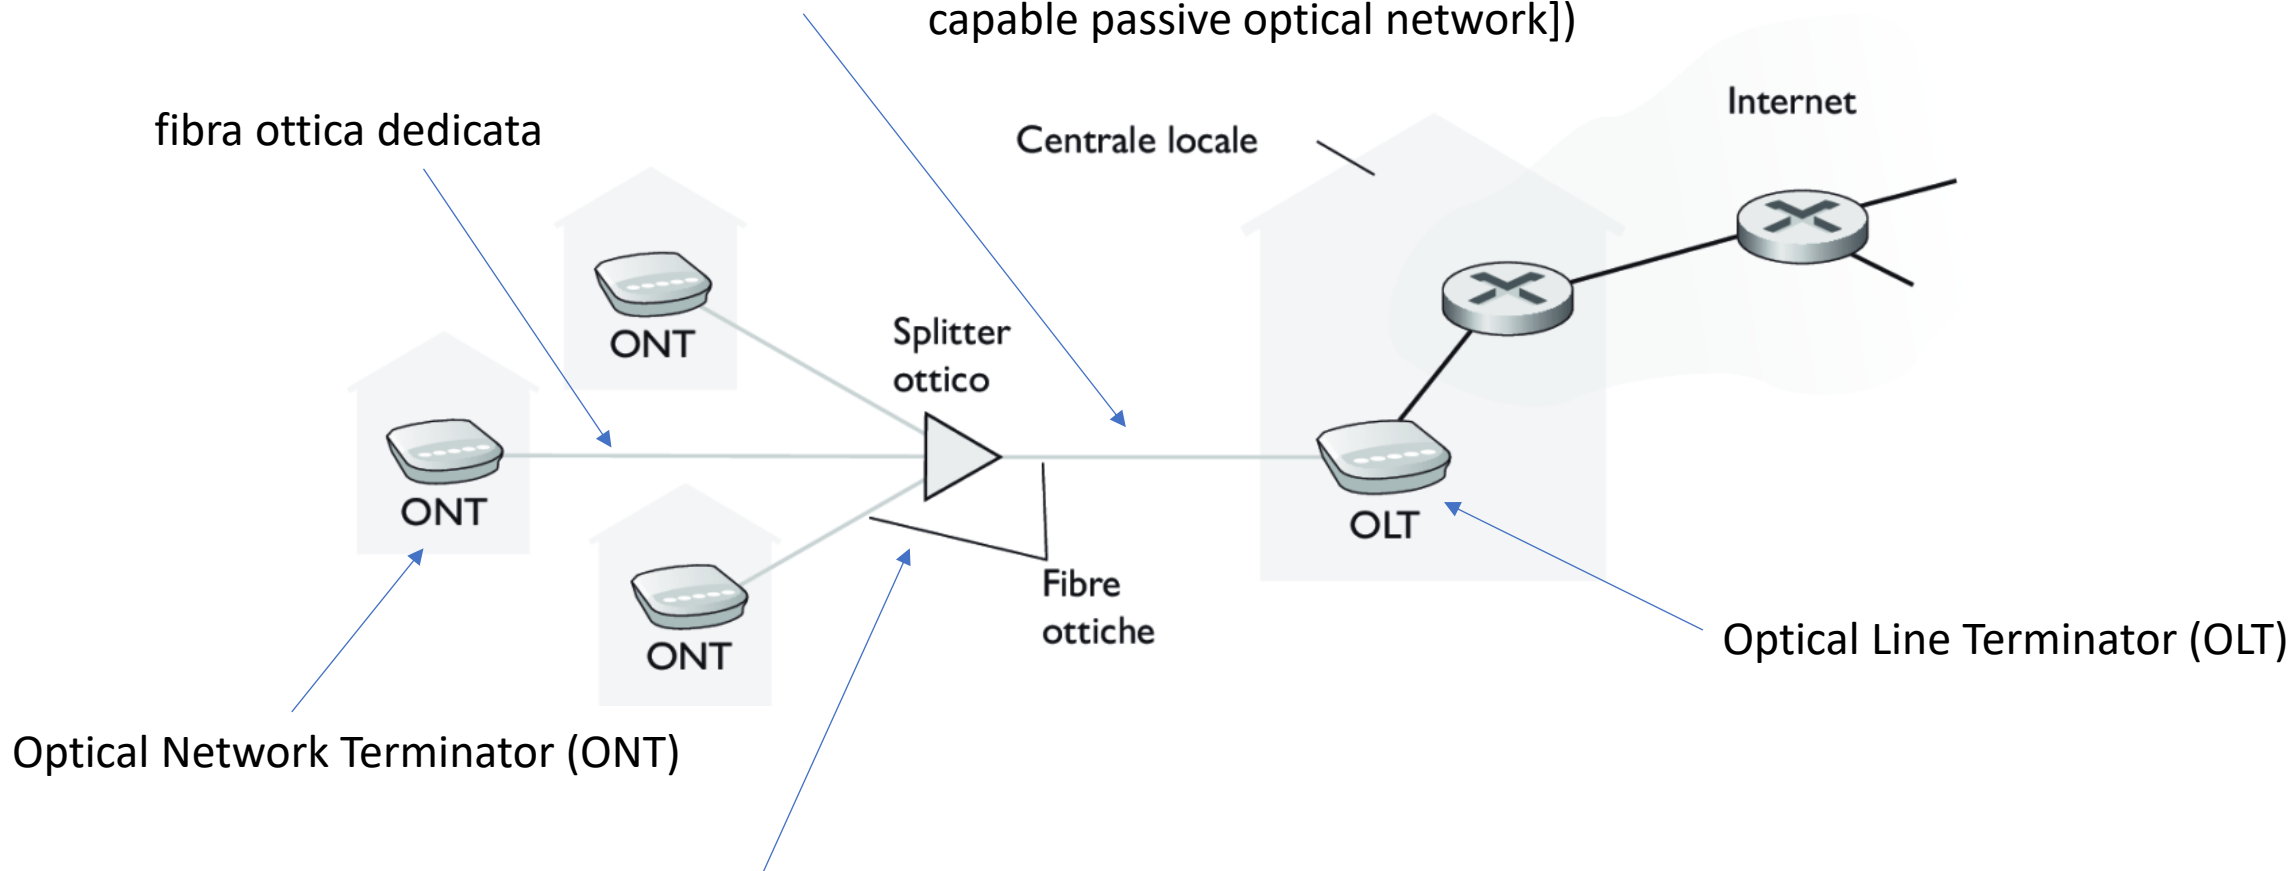 capable passive optical network])
Internet
fibra ottica dedicata
Centrale locale
ONT
Splitter
ottico
ONT
OLT
Fibre
ottiche
ONT
Optical Line Terminator (OLT)
Optical Network Terminator (ONT)